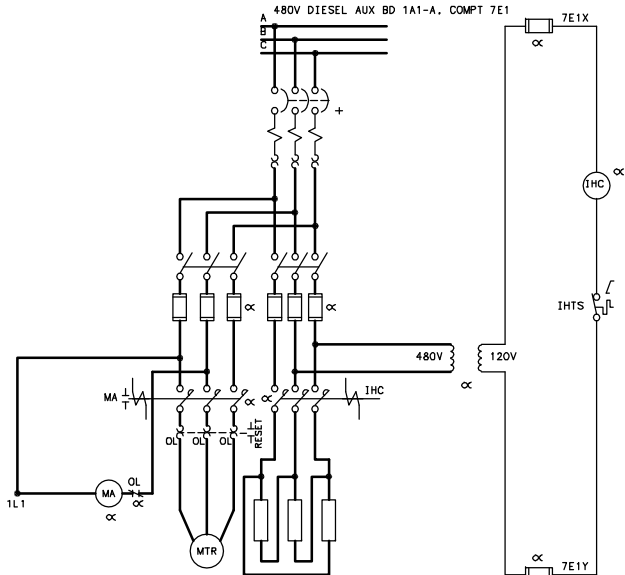 480V DIESEL AUX BD 1A1-A, COMPT 7E1
A
B
C
7E1X
IHC
IHTS
480V
120V
MA
IHC
OL
OL
OL
RESET
OL
MA
1L1
MTR
7E1Y